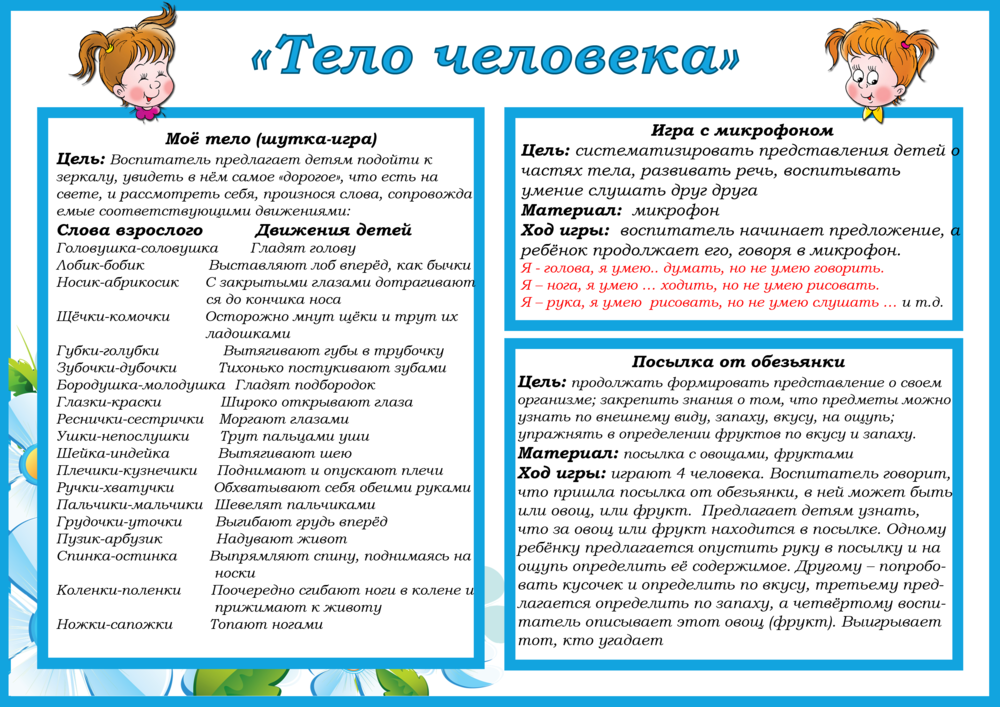 «Тело человека»
Моё тело (шутка-игра)
Цель: Воспитатель предлагает детям подойти к
зеркалу, увидеть в нём самое «дорогое», что есть на
свете, и рассмотреть себя, произнося слова, сопровожда
емые соответствующими движениями:
Слова взрослого Движения детей
Головушка-соловушка Гладят голову
Лобик-бобик Выставляют лоб вперёд, как бычки
Носик-абрикосик С закрытыми глазами дотрагивают
ся до кончика носа
Щёчки-комочки Осторожно мнут щёки и трут их
ладошками
Губки-голубки Вытягивают губы в трубочку
Зубочки-дубочки Тихонько постукивают зубами
Бородушка-молодушка Гладят подбородок
Глазки-краски Широко открывают глаза
Реснички-сестрички Моргают глазами
Ушки-непослушки Трут пальцами уши
Шейка-индейка Вытягивают шею
Плечики-кузнечики Поднимают и опускают плечи
Ручки-хватучки Обхватывают себя обеими руками
Пальчики-мальчики Шевелят пальчиками
Грудочки-уточки Выгибают грудь вперёд
Пузик-арбузик Надувают живот
Спинка-остинка Выпрямляют спину, поднимаясь на
носки
Коленки-поленки Поочередно сгибают ноги в колене и
прижимают к животу
Ножки-сапожки Топают ногами
Игра с микрофоном
Цель: систематизировать представления детей о
частях тела, развивать речь, воспитывать
умение слушать друг друга
Материал: микрофон
Ход игры: воспитатель начинает предложение, а
ребёнок продолжает его, говоря в микрофон.
Я - голова, я умею.. думать, но не умею говорить.
Я – нога, я умею … ходить, но не умею рисовать.
Я – рука, я умею рисовать, но не умею слушать … и т.д.
Посылка от обезьянки
Цель: продолжать формировать представление о своем
организме; закрепить знания о том, что предметы можно
узнать по внешнему виду, запаху, вкусу, на ощупь;
упражнять в определении фруктов по вкусу и запаху.
Материал: посылка с овощами, фруктами
Ход игры: играют 4 человека. Воспитатель говорит,
что пришла посылка от обезьянки, в ней может быть
или овощ, или фрукт. Предлагает детям узнать,
что за овощ или фрукт находится в посылке. Одному
ребёнку предлагается опустить руку в посылку и на
ощупь определить её содержимое. Другому – попробо-
вать кусочек и определить по вкусу, третьему пред-
лагается определить по запаху, а четвёртому воспи-
татель описывает этот овощ (фрукт). Выигрывает
тот, кто угадает